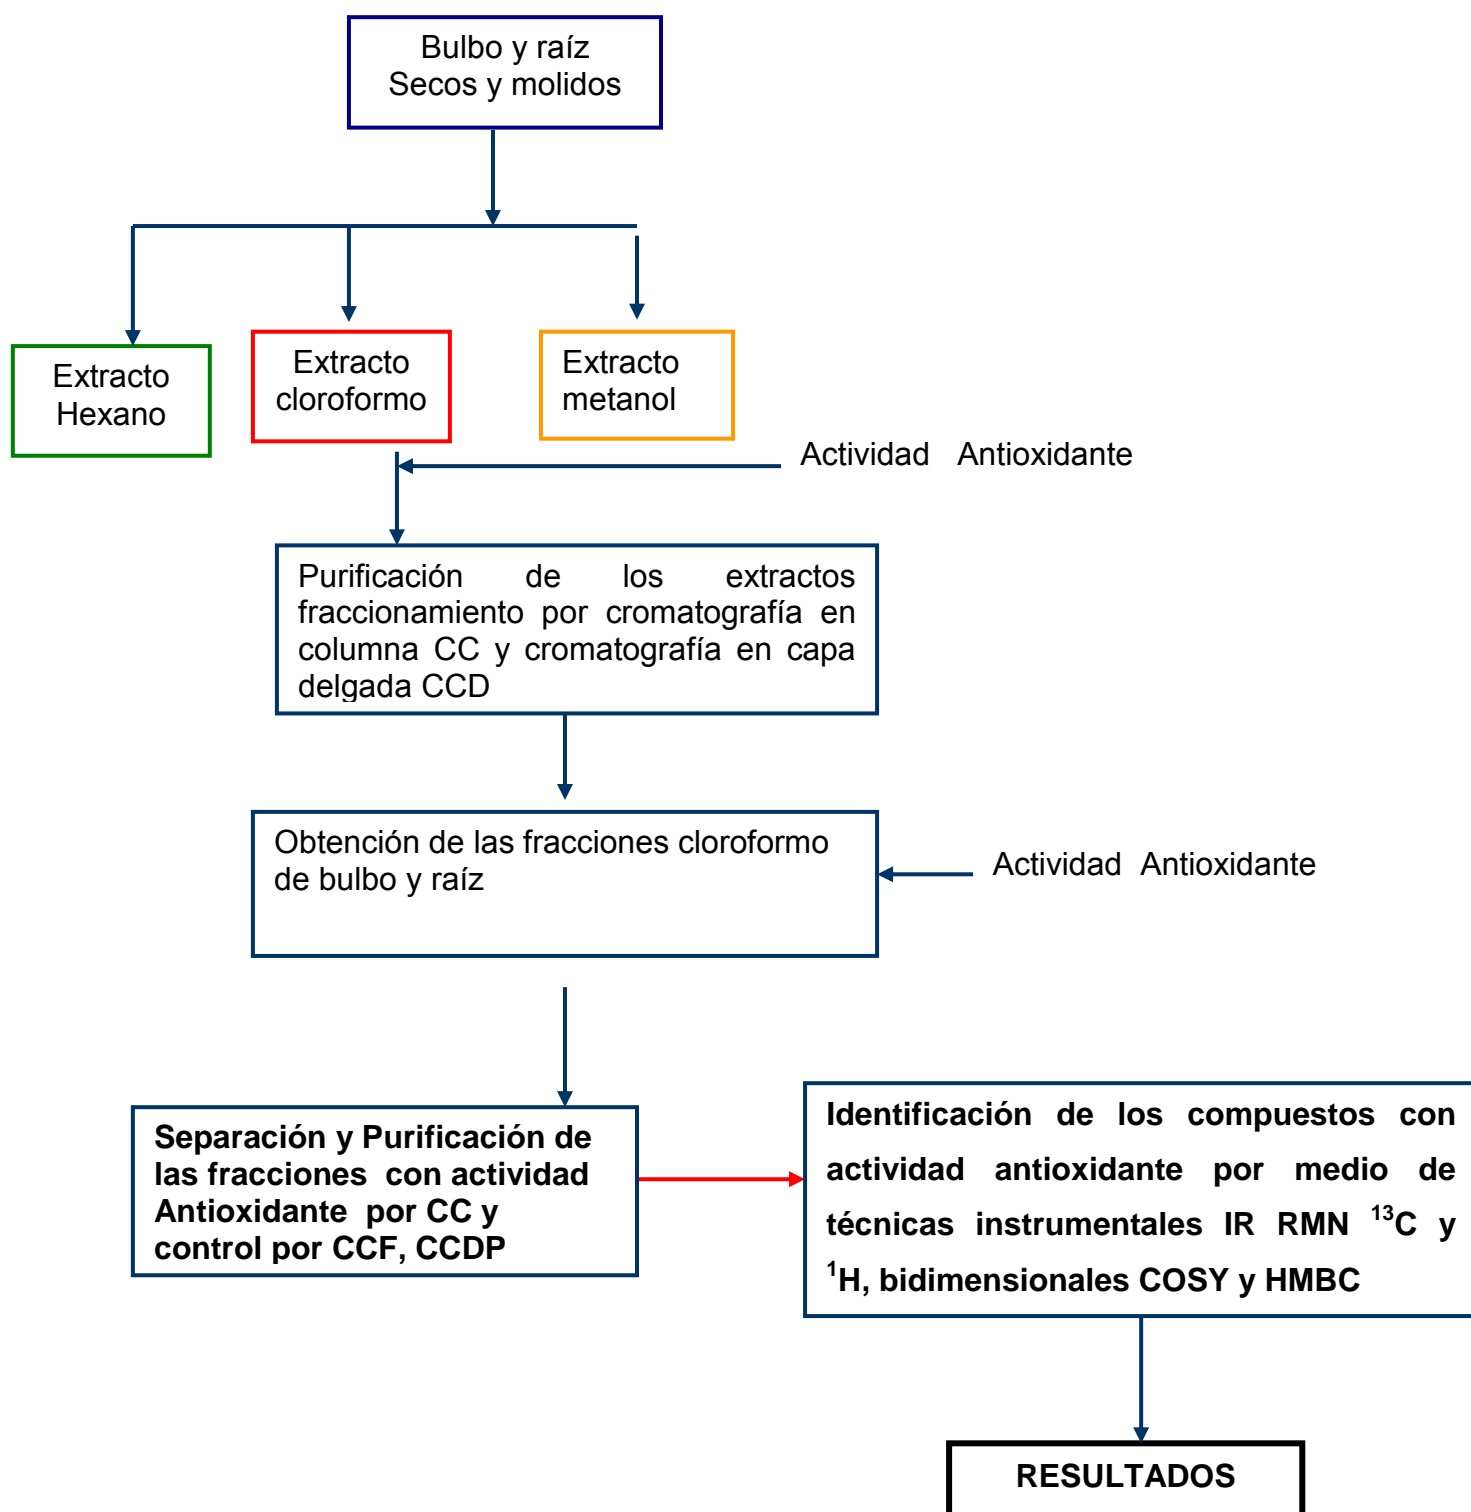 Bulbo y raíz
Secos y molidos
Extracto
Hexano
Extracto
cloroformo
Extracto
metanol
Actividad Antioxidante
Purificación de los extractos
fraccionamiento por cromatografía en
columna CC y cromatografía en capa
delgada CCD
Obtención de las fracciones cloroformo
de bulbo y raíz
Actividad Antioxidante
Separación y Purificación de
las fracciones con actividad
Antioxidante por CC y
control por CCF, CCDP
Identificación de los compuestos con
actividad antioxidante por medio de
técnicas instrumentales IR RMN ¹³C y
¹H, bidimensionales COSY y HMBC
RESULTADOS